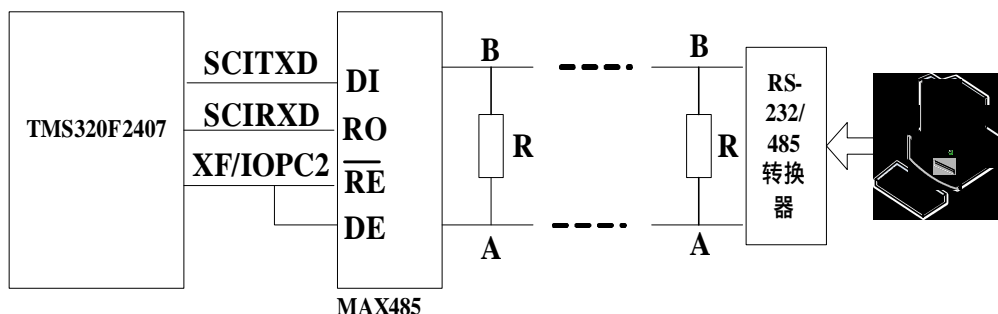 TMS320F2407
SCITXD
SCIRXD
XF/IOPC2
DI
RO
RE
DE
MAX485
B
R
A
B
R
A
RS-
232/
485
转换
器